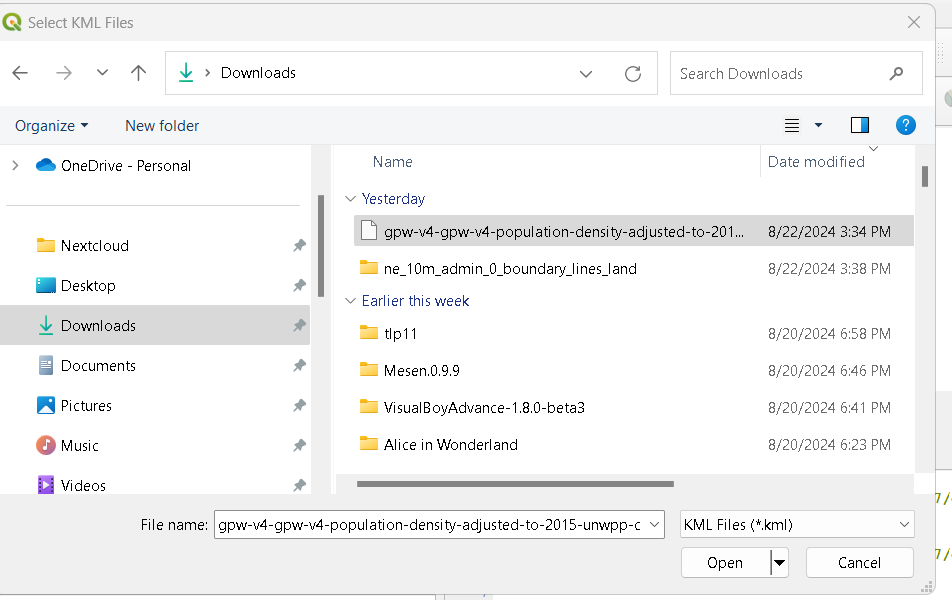 Select KML Files
Downloads
Search Downloads
Organize
New folder
?
OneDrive - Personal
Nextcloud
Desktop
Downloads
Documents
Pictures
Music
Videos
Name
Date modified
Yesterday
gpw-v4-gpw-v4-population-density-adjusted-to-201... 8/22/2024 3:34 PM
ne_10m_admin_0_boundary_lines_land 8/22/2024 3:38 PM
Earlier this week
tlp11 8/20/2024 6:58 PM
Mesen.0.9.9 8/20/2024 6:46 PM
VisualBoyAdvance-1.8.0-beta3 8/20/2024 6:41 PM
Alice in Wonderland 8/20/2024 6:23 PM
File name: gpw-v4-gpw-v4-population-density-adjusted-to-2015-unwpp-c KML Files (*.kml)
Open
Cancel